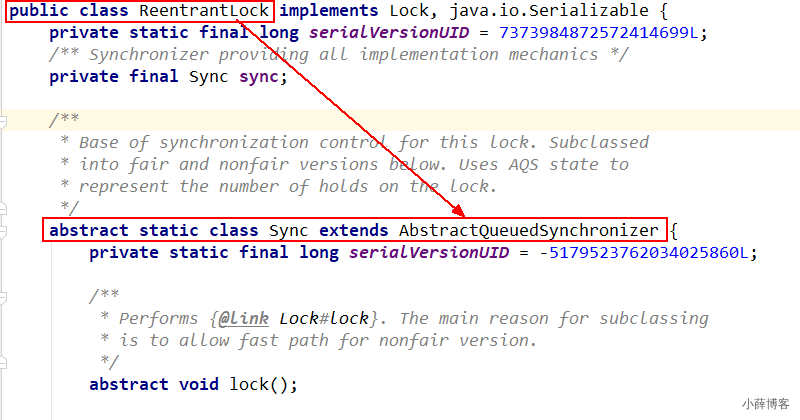 public class ReentrantLock implements Lock, java.io.Serializable {
    private static final long serialVersionUID = 7373984872572414699L;
    /** Synchronizer providing all implementation mechanics */
    private final Sync sync;

    /**
     * Base of synchronization control for this lock. Subclassed
     * into fair and nonfair versions below. Uses AQS state to
     * represent the number of holds on the lock.
     */
    abstract static class Sync extends AbstractQueuedSynchronizer {
        private static final long serialVersionUID = -5179523762034025860L;

        /**
         * Performs {@link Lock#lock}. The main reason for subclassing
         * is to allow fast path for nonfair version.
         */
        abstract void lock();
小薛博客